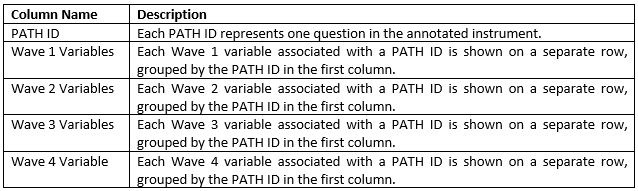 Column Name Description
PATH ID Each PATH ID represents one question in the annotated instrument.
Wave 1 Variables Each Wave 1 variable associated with a PATH ID is shown on a separate row,
grouped by the PATH ID in the first column.
Wave 2 Variables Each Wave 2 variable associated with a PATH ID is shown on a separate row,
grouped by the PATH ID in the first column.
Wave 3 Variables Each Wave 3 variable associated with a PATH ID is shown on a separate row,
grouped by the PATH ID in the first column.
Wave 4 Variable Each Wave 4 variable associated with a PATH ID is shown on a separate row,
grouped by the PATH ID in the first column.